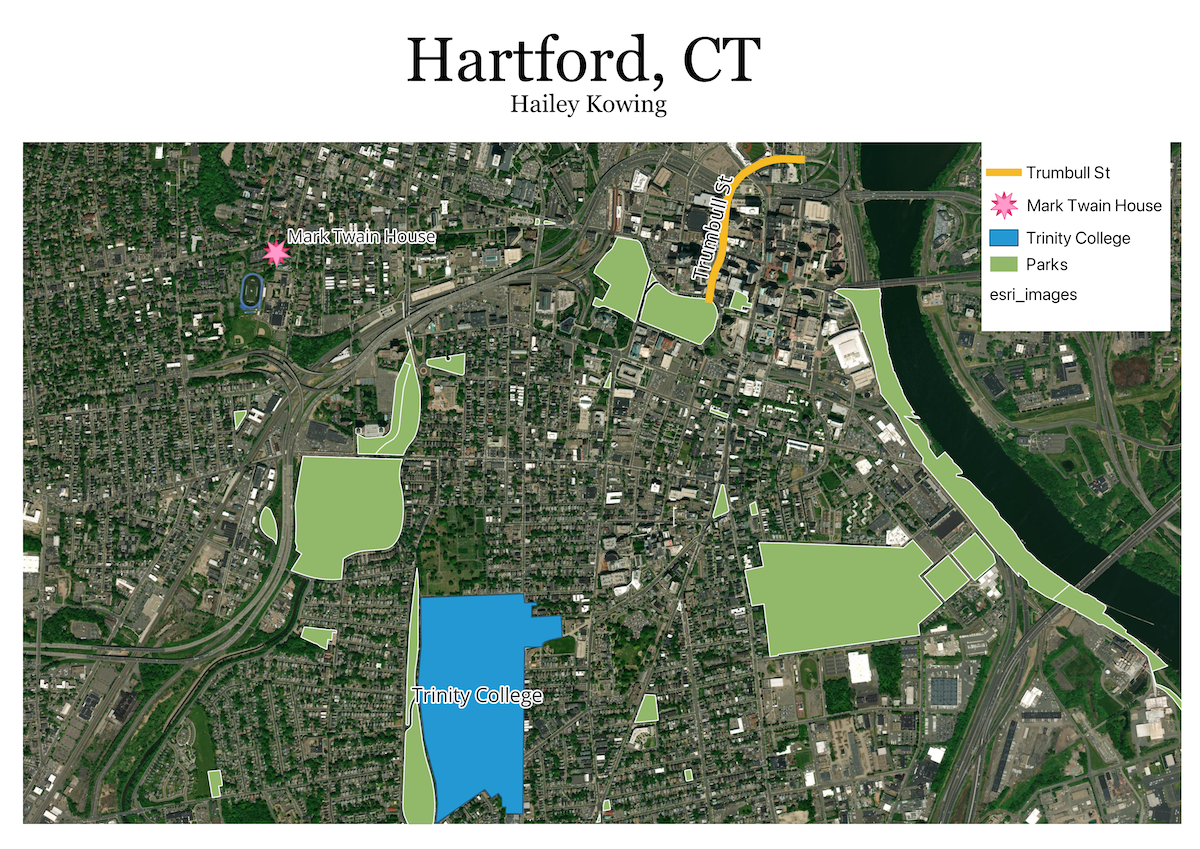 Hartford, CT
Hailey Kowing
Trumbull St
Mark Twain House
Trinity College
Parks
esri_images
Trumbull St
Mark Twain House
Trinity College